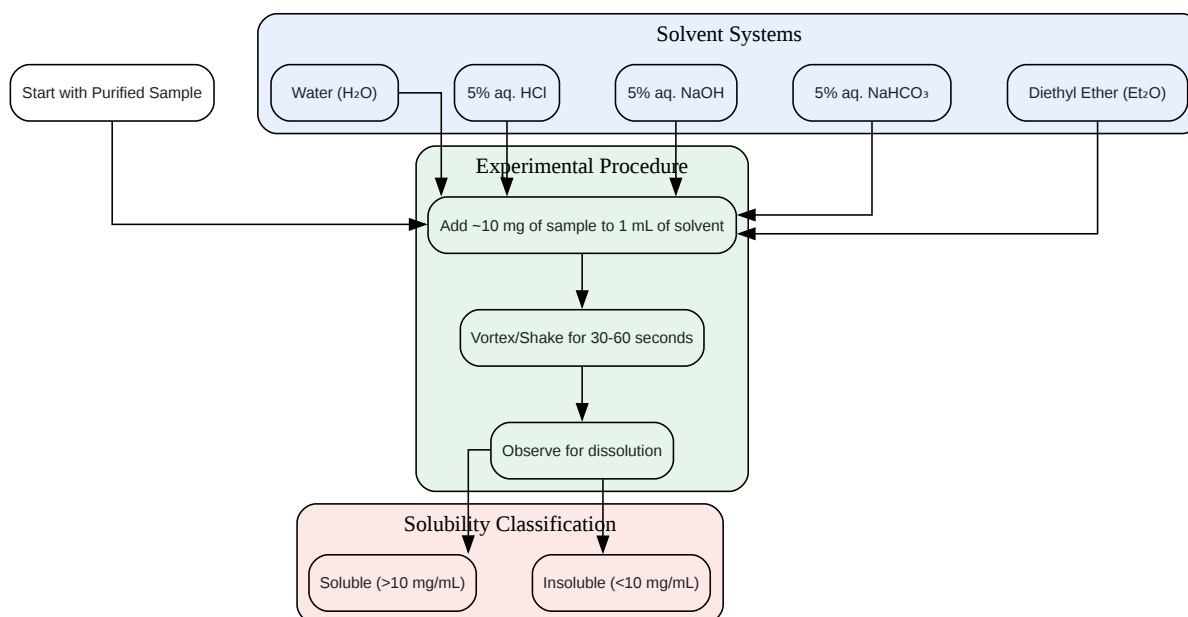 Solvent Systems
Start with Purified Sample
Water (H₂O)
5% aq. HCl
5% aq. NaOH
5% aq. NaHCO₃
Diethyl Ether (Et₂O)
Experimental Procedure
Add ~10 mg of sample to 1 mL of solvent
Vortex/Shake for 30-60 seconds
Observe for dissolution
Solubility Classification
Soluble (>10 mg/mL)
Insoluble (<10 mg/mL)